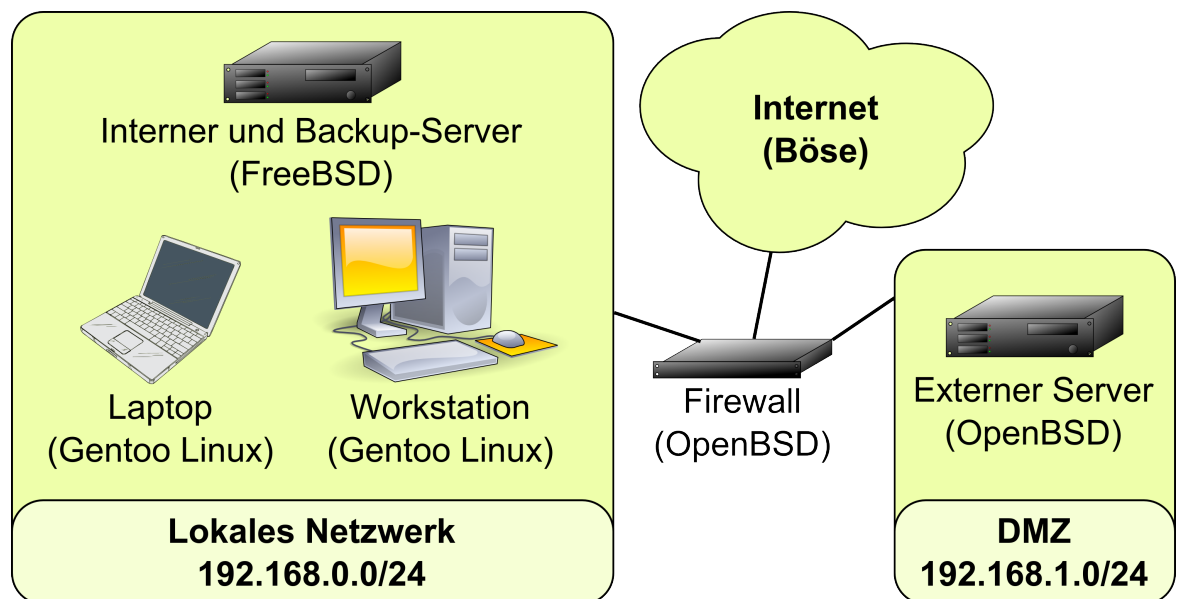 Interner und Backup-Server
(FreeBSD)
Laptop
(Gentoo Linux)
Workstation
(Gentoo Linux)
Lokales Netzwerk
192.168.0.0/24
Internet
(Böse)
Firewall
(OpenBSD)
Externer Server
(OpenBSD)
DMZ
192.168.1.0/24